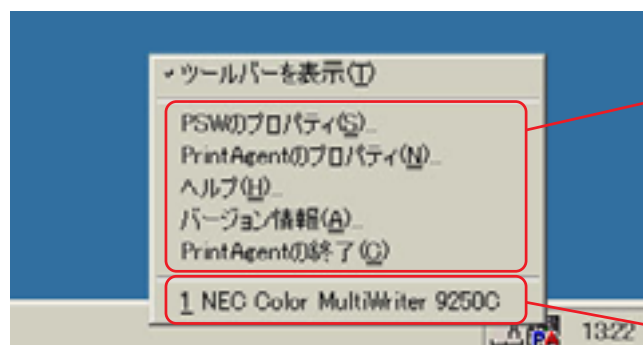 ツールバーを表示(T)
PSWのプロパティ(S)...
PrintAgentのプロパティ(N)...
ヘルプ(H)...
バージョン情報(A)...
PrintAgentの終了(C)
1 NEC Color MultiWriter 9250C
A PA 13:22